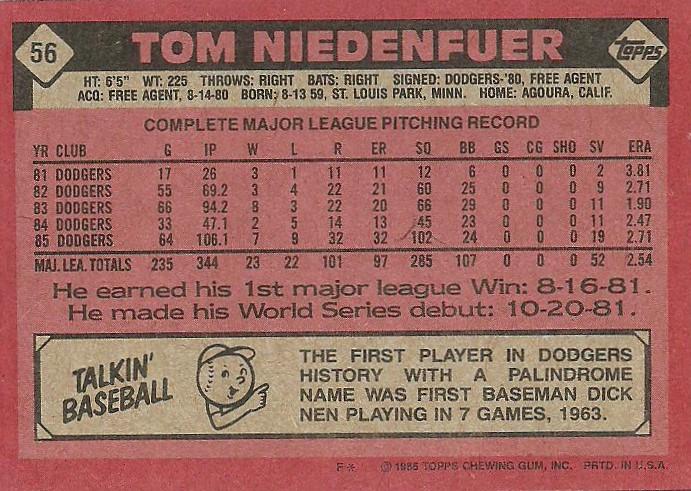 56 TOM NIEDENFUER topps
HT: 6'5" WT: 225 THROWS: RIGHT BATS: RIGHT SIGNED: DODGERS-'80, FREE AGENT
ACQ: FREE AGENT, 8-14-80 BORN: 8-13 59, ST. LOUIS PARK, MINN. HOME: AGOURA, CALIF.
COMPLETE MAJOR LEAGUE PITCHING RECORD
YR CLUB G IP W L R ER SO BB GS CG SHO SV ERA
81 DODGERS 17 26 3 1 11 11 12 6 0 0 0 2 3.81
82 DODGERS 55 69.2 3 4 22 21 60 25 0 0 0 9 2.71
83 DODGERS 66 94.2 8 3 22 20 66 29 0 0 0 11 1.90
84 DODGERS 33 47.1 2 5 14 13 45 23 0 0 0 11 2.47
85 DODGERS 64 106.1 7 9 32 32 102 24 0 0 0 19 2.71
MAJ. LEA. TOTALS 235 344 23 22 101 97 285 107 0 0 0 52 2.54
He earned his 1st major league Win: 8-16-81.
He made his World Series debut: 10-20-81.
TALKIN'
BASEBALL
THE FIRST PLAYER IN DODGERS
HISTORY WITH A PALINDROME
NAME WAS FIRST BASEMAN DICK
NEN PLAYING IN 7 GAMES, 1963.
F* © 1986 TOPPS CHEWING GUM, INC. PRTD. IN U.S.A.